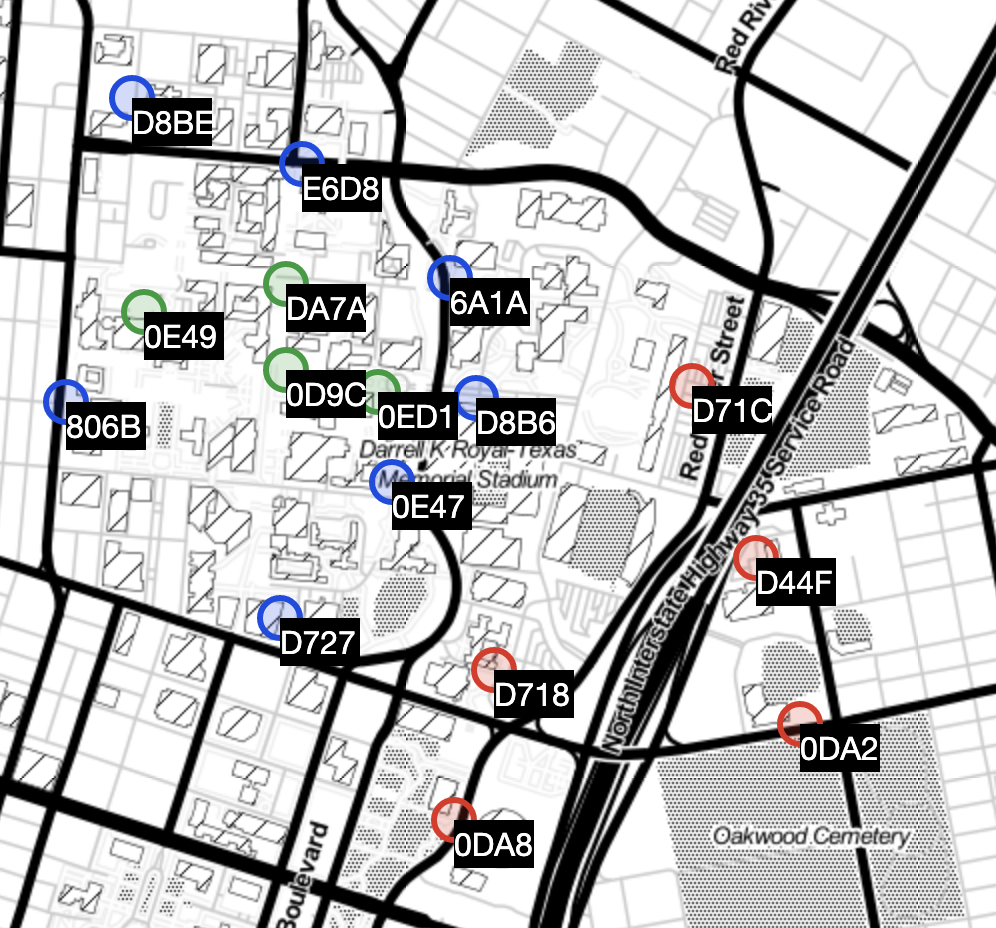 Red Riv
D8BE
E6D8
DA7A
6A1A
0E49
Red
er Street
0D9C
0ED1
D71C
806B
D8B6
Darrell K Royal-Texas
Memorial Stadium
0E47
North Interstate Highway 35 Service Road
D44F
D727
D718
0DA2
Oakwood Cemetery
0DA8
Boulevard